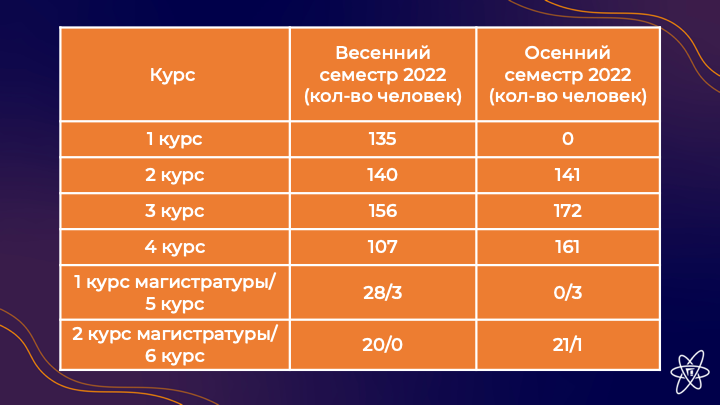 Курс
Весенний
семестр 2022
(кол-во человек)
Осенний
семестр 2022
(кол-во человек)
1 курс 135 0
2 курс 140 141
3 курс 156 172
4 курс 107 161
1 курс магистратуры/
5 курс
28/3 0/3
2 курс магистратуры/
6 курс
20/0 21/1